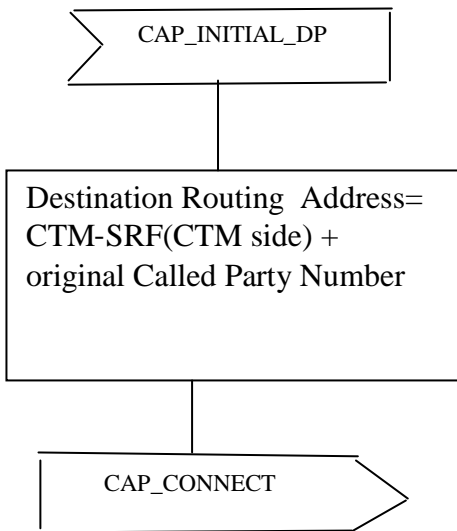 CAP_INITIAL_DP
Destination Routing Address=
CTM-SRF(CTM side) +
original Called Party Number
CAP_CONNECT